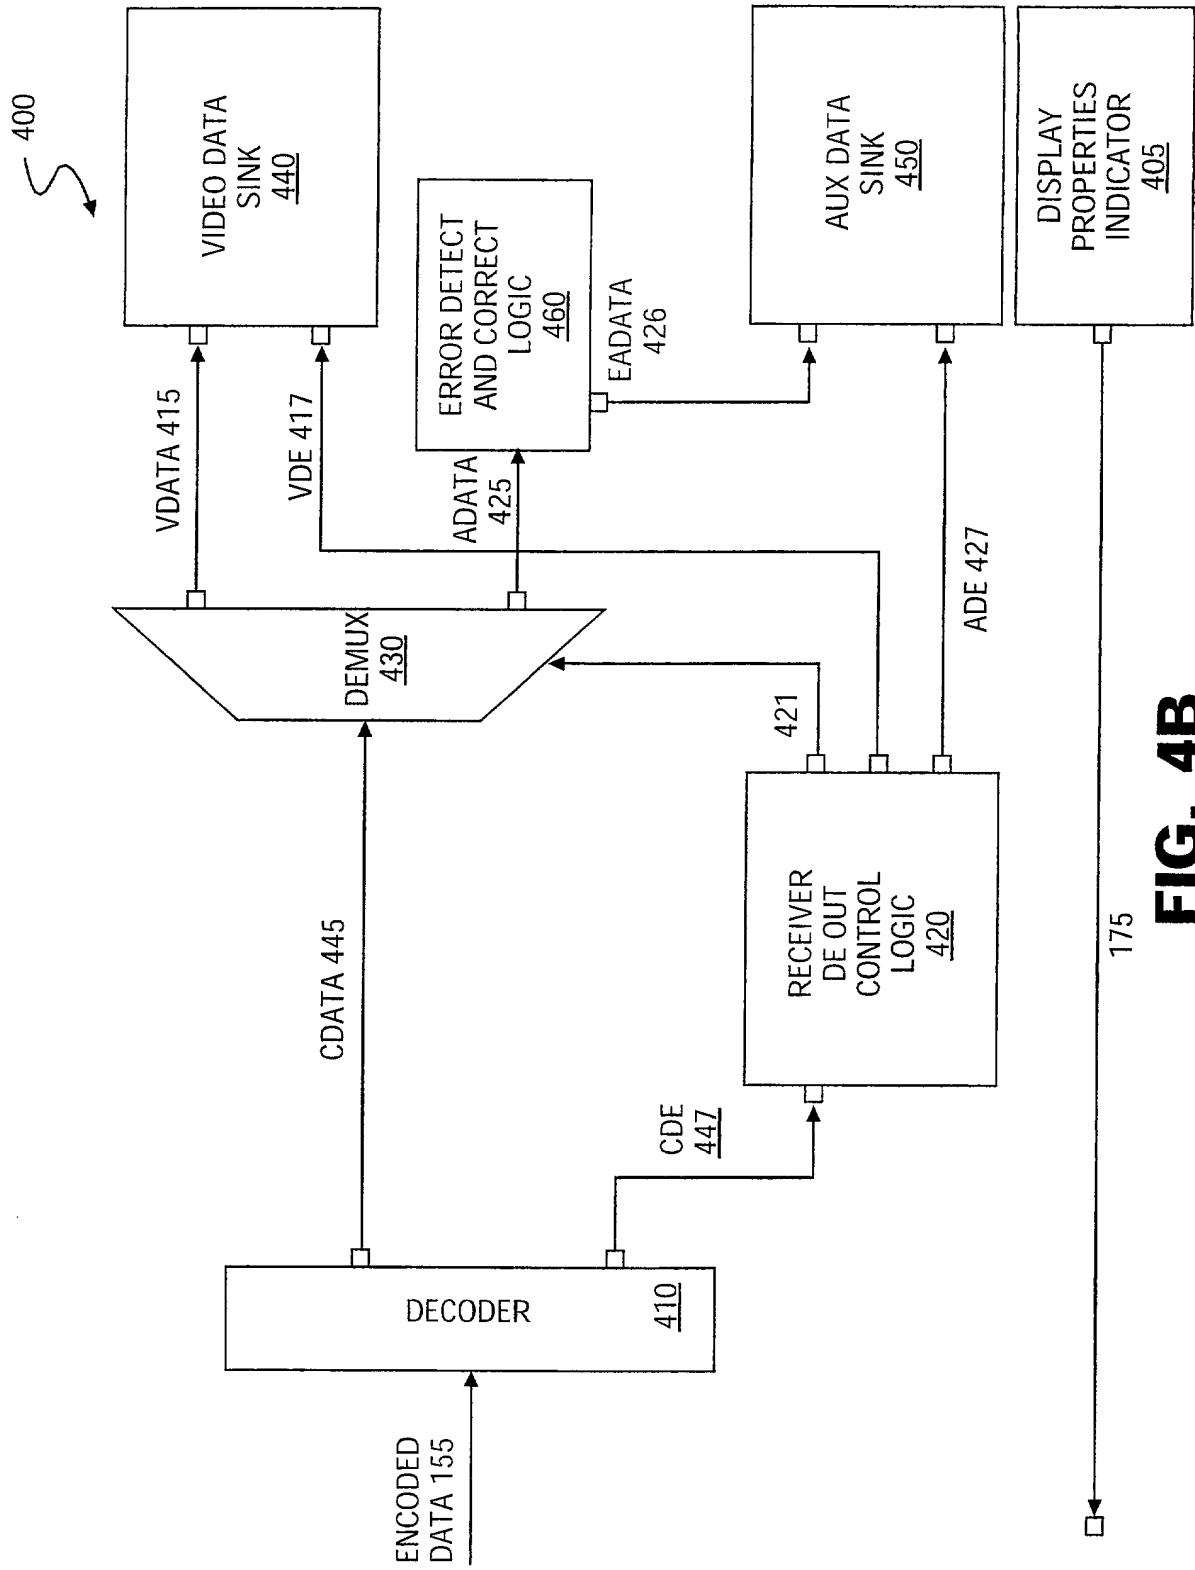 400
VIDEO DATA
SINK
440
VDATA 415
VDE 417
ERROR DETECT
AND CORRECT
LOGIC
460
ADATA
425
EADATA
426
AUX DATA
SINK
450
DISPLAY
PROPERTIES
INDICATOR
405
DEMUX
430
CDATA 445
421
ADE 427
RECEIVER
DE OUT
CONTROL
LOGIC
420
CDE
447
DECODER
410
ENCODED
DATA 155
175
FIG. 4B